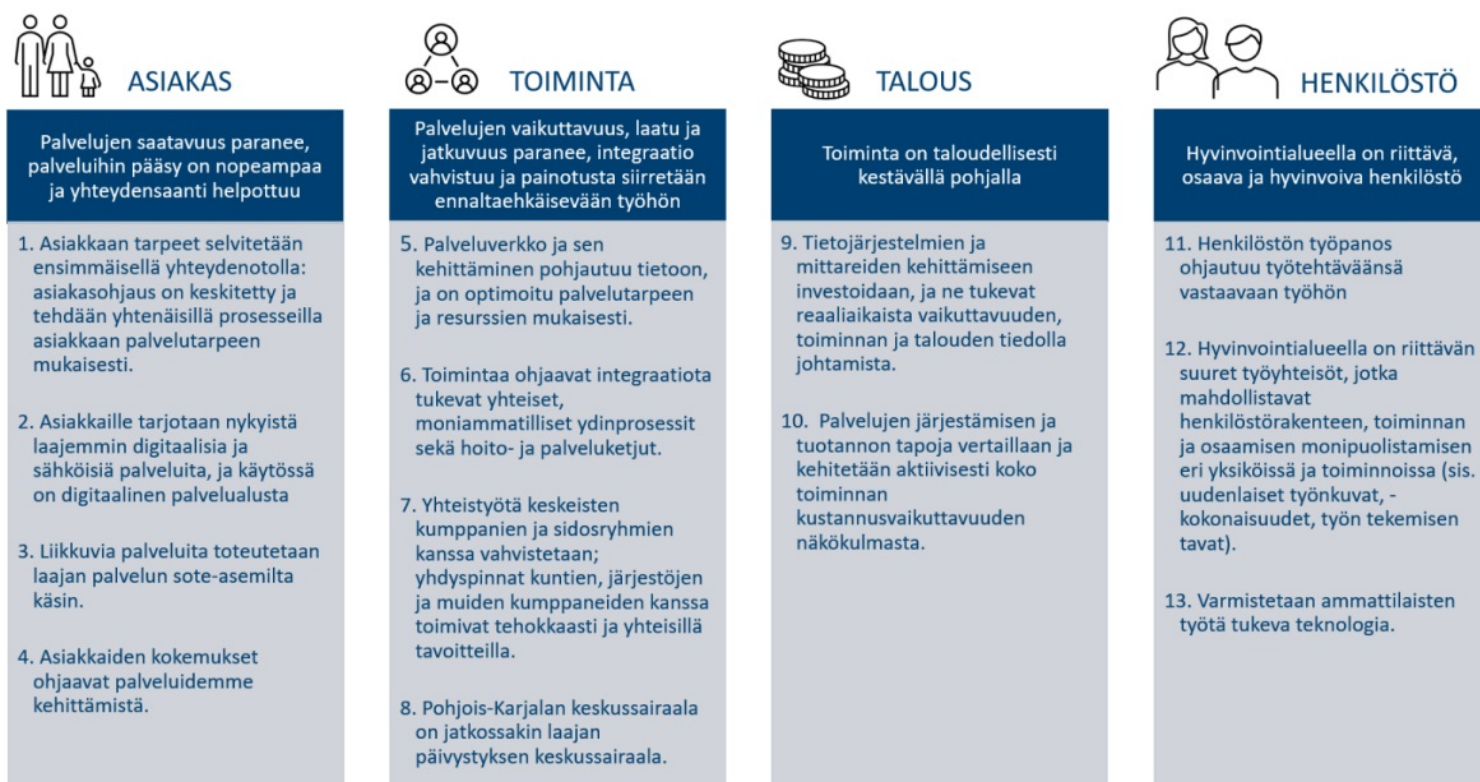 ASIAKAS
Palvelujen saatavuus paranee,
palveluihin pääsy on nopeampaa
ja yhteydensaanti helpottuu
1. Asiakkaan tarpeet selvitetään
ensimmäisellä yhteydenotolla:
asiakasohjaus on keskitetty ja
tehdään yhtenäisillä prosesseilla
asiakkaan palvelutarpeen
mukaisesti.
2. Asiakkaille tarjotaan nykyistä
laajemmin digitaalisia ja
sähköisiä palveluita, ja käytössä
on digitaalinen palvelualusta
3. Liikkuvia palveluita toteutetaan
laajan palvelun sote-asemilta
käsin.
4. Asiakkaiden kokemukset
ohjaavat palveluidemme
kehittämistä.
TOIMINTA
Palvelujen vaikuttavuus, laatu ja
jatkuvuus paranee, integraatio
vahvistuu ja painotusta siirretään
ennaltaehkäisevään työhön
5. Palveluverkko ja sen
kehittäminen pohjautuu tietoon,
ja on optimoitu palvelutarpeen
ja resurssien mukaisesti.
6. Toimintaa ohjaavat integraatiota
tukevat yhteiset,
moniammatilliset ydinprosessit
sekä hoito- ja palveluketjut.
7. Yhteistyötä keskeisten
kumppanien ja sidosryhmien
kanssa vahvistetaan;
yhdyspinnat kuntien, järjestöjen
ja muiden kumppaneiden kanssa
toimivat tehokkaasti ja yhteisillä
tavoitteilla.
8. Pohjois-Karjalan keskussairaala
on jatkossakin laajan
päivystyksen keskussairaala.
TALOUS
Toiminta on taloudellisesti
kestävällä pohjalla
9. Tietojärjestelmien ja
mittareiden kehittämiseen
investoidaan, ja ne tukevat
reaaliaikaista vaikuttavuuden,
toiminnan ja talouden tiedolla
johtamista.
10. Palvelujen järjestämisen ja
tuotannon tapoja vertaillaan ja
kehitetään aktiivisesti koko
toiminnan
kustannusvaikuttavuuden
näkökulmasta.
HENKILÖSTÖ
Hyvinvointialueella on riittävä,
osaava ja hyvinvoiva henkilöstö
11. Henkilöstön työpanos
ohjautuu työtehtäväänsä
vastaavaan työhön
12. Hyvinvointialueella on riittävän
suuret työyhteisöt, jotka
mahdollistavat
henkilöstörakenteen, toiminnan
ja osaamisen monipuolistamisen
eri yksiköissä ja toiminnoissa (sis.
uudenlaiset työnkuvat, -
kokonaisuudet, työn tekemisen
tavat).
13. Varmistetaan ammattilaisten
työtä tukeva teknologia.